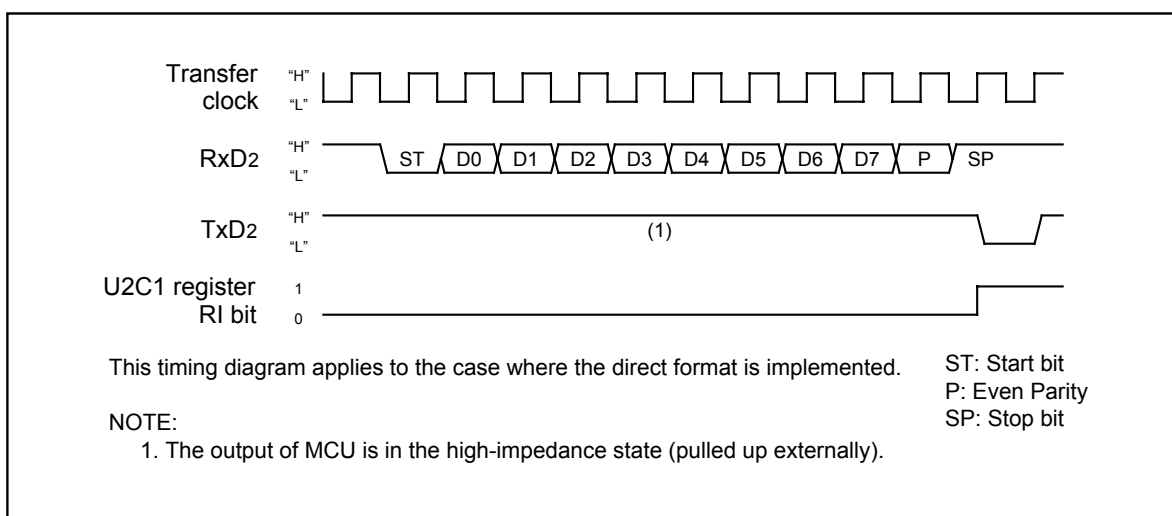 Transfer clock “H” “L”
RxD2 “H” “L” ST D0 D1 D2 D3 D4 D5 D6 D7 P SP
TxD2 “H” “L” (1)
U2C1 register RI bit 1 0
This timing diagram applies to the case where the direct format is implemented.
ST: Start bit
P: Even Parity
SP: Stop bit
NOTE:
1. The output of MCU is in the high-impedance state (pulled up externally).